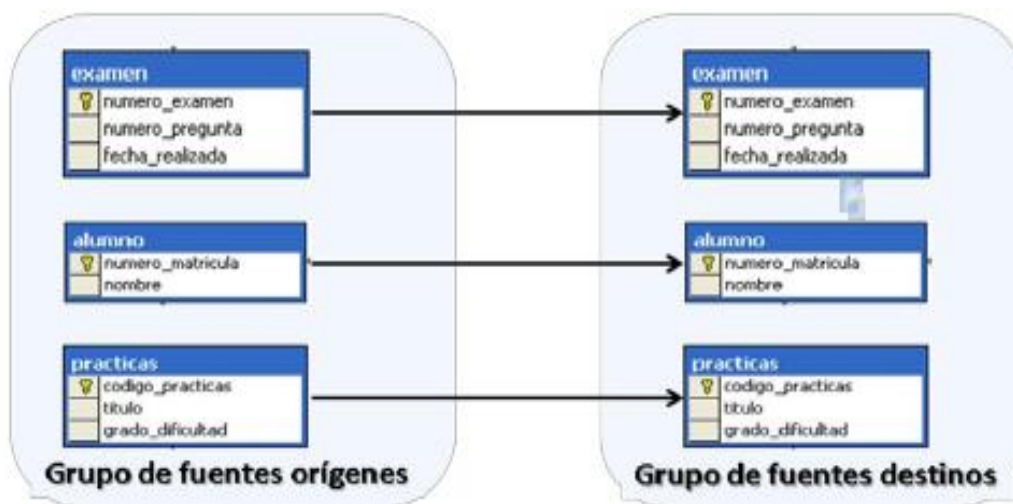 examen
numero_examen
numero_pregunta
fecha_realizada
alumno
numero_matricula
nombre
practicas
codigo_practicas
titulo
grado_dificultad
Grupo de fuentes orígenes
examen
numero_examen
numero_pregunta
fecha_realizada
alumno
numero_matricula
nombre
practicas
codigo_practicas
titulo
grado_dificultad
Grupo de fuentes destinos